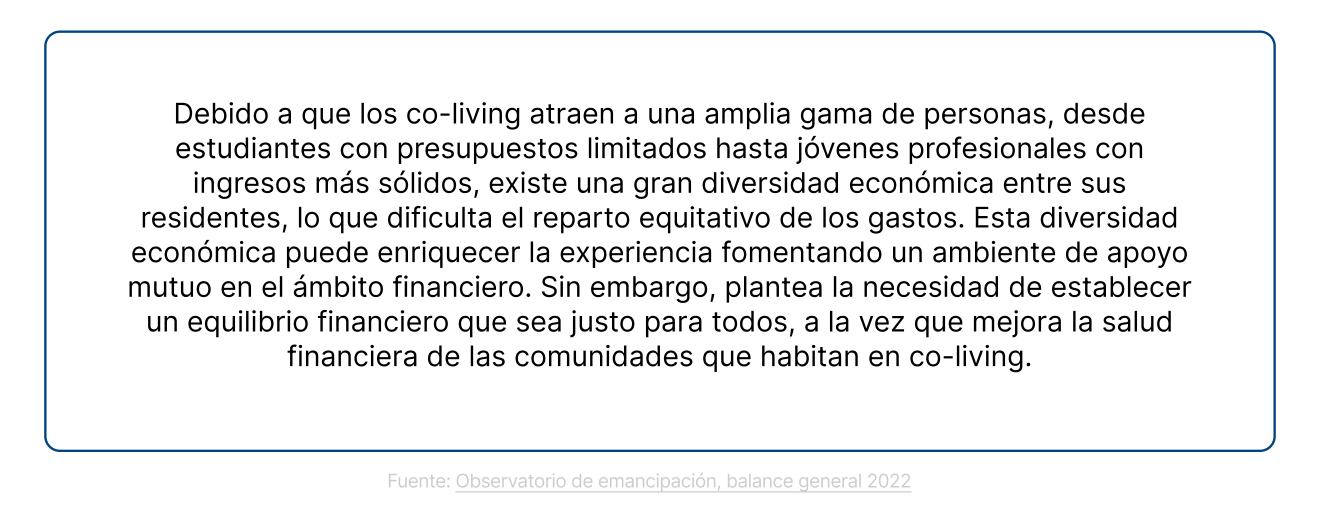 Debido a que los co-living atraen a una amplia gama de personas, desde
estudiantes con presupuestos limitados hasta jóvenes profesionales con
ingresos más sólidos, existe una gran diversidad económica entre sus
residentes, lo que dificulta el reparto equitativo de los gastos. Esta diversidad
económica puede enriquecer la experiencia fomentando un ambiente de apoyo
mutuo en el ámbito financiero. Sin embargo, plantea la necesidad de establecer
un equilibrio financiero que sea justo para todos, a la vez que mejora la salud
financiera de las comunidades que habitan en co-living.
Fuente: Observatorio de emancipación, balance general 2022